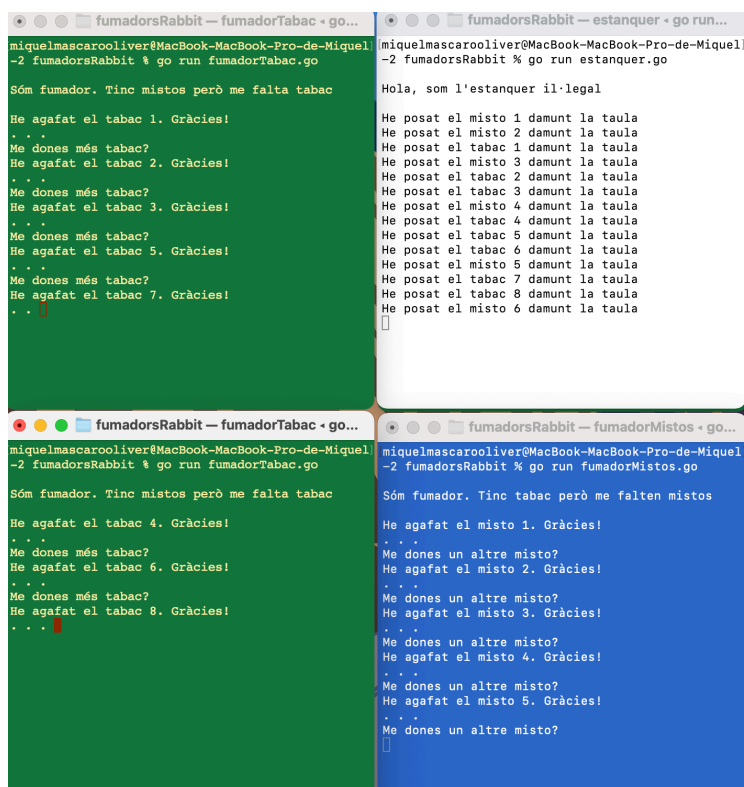 fumadorsRabbit — fumadorTabac ◂ go...
miquelmascarooliver@MacBook-MacBook-Pro-de-Miquel
-2 fumadorsRabbit % go run fumadorTabac.go
Sóm fumador. Tinc mistos però me falta tabac
He agafat el tabac 1. Gràcies!
. . .
Me dones més tabac?
He agafat el tabac 2. Gràcies!
. . .
Me dones més tabac?
He agafat el tabac 3. Gràcies!
. . .
Me dones més tabac?
He agafat el tabac 5. Gràcies!
. . .
Me dones més tabac?
He agafat el tabac 7. Gràcies!
. .
fumadorsRabbit — estanquer ◂ go run...
miquelmascarooliver@MacBook-MacBook-Pro-de-Miquel
-2 fumadorsRabbit % go run estanquer.go
Hola, som l'estanquer il·legal
He posat el misto 1 damunt la taula
He posat el misto 2 damunt la taula
He posat el tabac 1 damunt la taula
He posat el misto 3 damunt la taula
He posat el tabac 2 damunt la taula
He posat el tabac 3 damunt la taula
He posat el misto 4 damunt la taula
He posat el tabac 4 damunt la taula
He posat el tabac 5 damunt la taula
He posat el tabac 6 damunt la taula
He posat el misto 5 damunt la taula
He posat el tabac 7 damunt la taula
He posat el tabac 8 damunt la taula
He posat el misto 6 damunt la taula
fumadorsRabbit — fumadorTabac ◂ go...
miquelmascarooliver@MacBook-MacBook-Pro-de-Miquel
-2 fumadorsRabbit % go run fumadorTabac.go
Sóm fumador. Tinc mistos però me falta tabac
He agafat el tabac 4. Gràcies!
. . .
Me dones més tabac?
He agafat el tabac 6. Gràcies!
. . .
Me dones més tabac?
He agafat el tabac 8. Gràcies!
. . .
fumadorsRabbit — fumadorMistos ◂ go...
miquelmascarooliver@MacBook-MacBook-Pro-de-Miquel
-2 fumadorsRabbit % go run fumadorMistos.go
Sóm fumador. Tinc tabac però me falten mistos
He agafat el misto 1. Gràcies!
. . .
Me dones un altre misto?
He agafat el misto 2. Gràcies!
. . .
Me dones un altre misto?
He agafat el misto 3. Gràcies!
. . .
Me dones un altre misto?
He agafat el misto 4. Gràcies!
. . .
Me dones un altre misto?
He agafat el misto 5. Gràcies!
. . .
Me dones un altre misto?